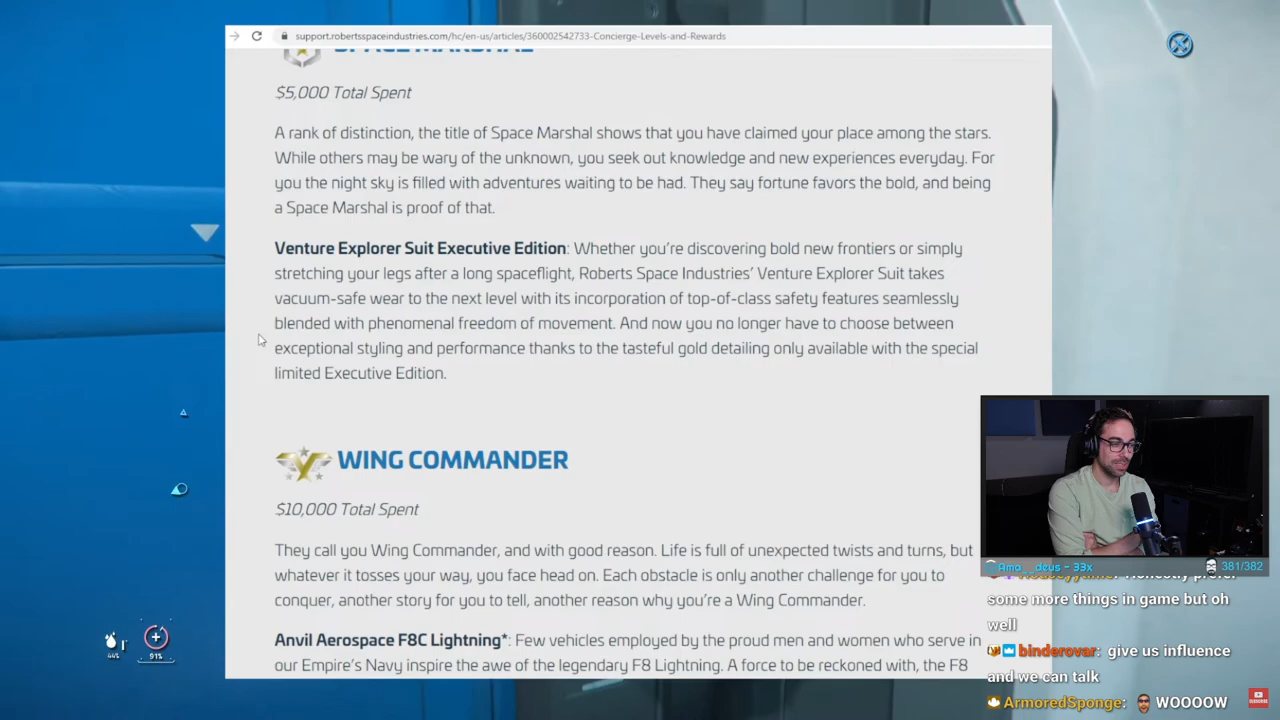 support.robertsspaceindustries.com/hc/en-us/articles/360002542733-Concierge-Levels-and-Rewards
SPACE MARSHAL
$5,000 Total Spent
A rank of distinction, the title of Space Marshal shows that you have claimed your place among the stars.
While others may be wary of the unknown, you seek out knowledge and new experiences everyday. For
you the night sky is filled with adventures waiting to be had. They say fortune favors the bold, and being
a Space Marshal is proof of that.
Venture Explorer Suit Executive Edition: Whether you're discovering bold new frontiers or simply
stretching your legs after a long spaceflight, Roberts Space Industries' Venture Explorer Suit takes
vacuum-safe wear to the next level with its incorporation of top-of-class safety features seamlessly
blended with phenomenal freedom of movement. And now you no longer have to choose between
exceptional styling and performance thanks to the tasteful gold detailing only available with the special
limited Executive Edition.
WING COMMANDER
$10,000 Total Spent
They call you Wing Commander, and with good reason. Life is full of unexpected twists and turns, but
whatever it tosses your way, you face head on. Each obstacle is only another challenge for you to
conquer, another story for you to tell, another reason why you're a Wing Commander.
Anvil Aerospace F8C Lightning*: Few vehicles employed by the proud men and women who serve in
our Empire's Navy inspire the awe of the legendary F8 Lightning. A force to be reckoned with, the F8
91%
381/382
Honestly prefer
some more things in game but oh
well
binderovar: give us influence
and we can talk
ArmoredSponge: WOOOOW